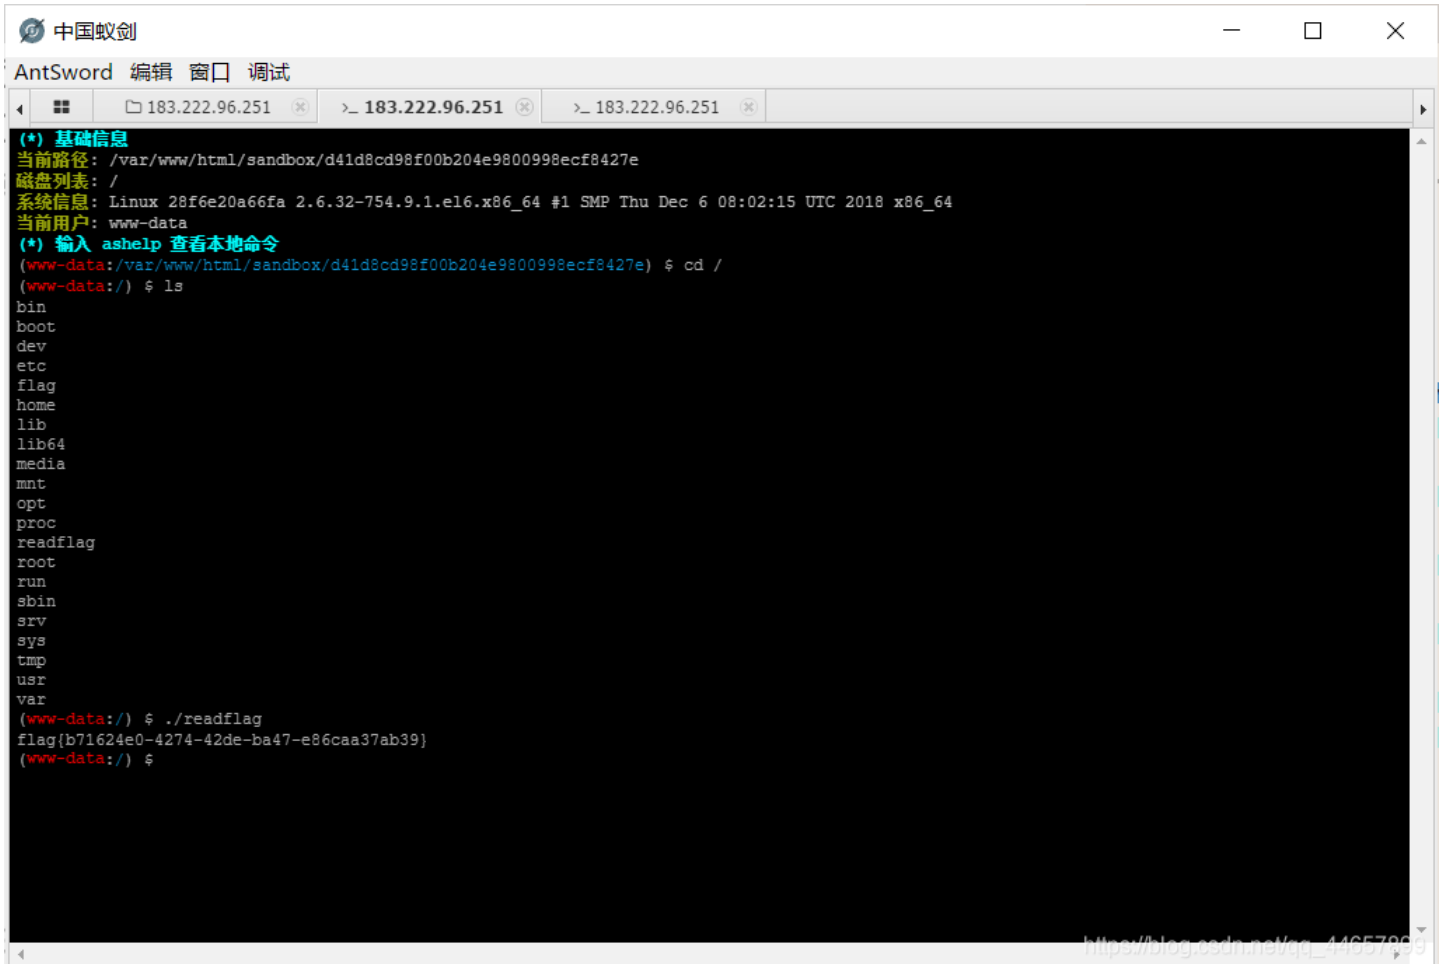 中国蚁剑
AntSword 编辑 窗口 调试
183.222.96.251 >_ 183.222.96.251 >_ 183.222.96.251
(*) 基础信息
当前路径: /var/www/html/sandbox/d41d8cd98f00b204e9800998ecf8427e
磁盘列表: /
系统信息: Linux 28f6e20a66fa 2.6.32-754.9.1.el6.x86_64 #1 SMP Thu Dec 6 08:02:15 UTC 2018 x86_64
当前用户: www-data
(*) 输入 ashelp 查看本地命令
(www-data:/var/www/html/sandbox/d41d8cd98f00b204e9800998ecf8427e) $ cd /
(www-data:/) $ ls
bin
boot
dev
etc
flag
home
lib
lib64
media
mnt
opt
proc
readflag
root
run
sbin
srv
sys
tmp
usr
var
(www-data:/) $ ./readflag
flag{b71624e0-4274-42de-ba47-e86caa37ab39}
(www-data:/) $
https://blog.csdn.net/qq_44657899